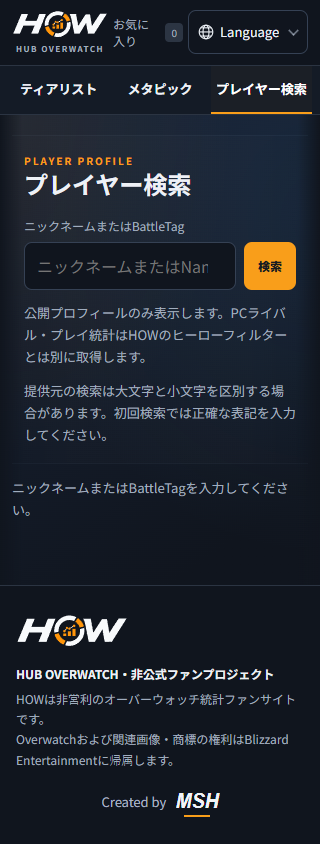 HOW
HUB OVERWATCH
お気に
入り
0
Language
ティアリスト
メタピック
プレイヤー検索
PLAYER PROFILE
プレイヤー検索
ニックネームまたはBattleTag
ニックネームまたはNar
検索
公開プロフィールのみ表示します。PCライバ
ル・プレイ統計はHOWのヒーローフィルター
とは別に取得します。
提供元の検索は大文字と小文字を区別する場
合があります。初回検索では正確な表記を入力
してください。
ニックネームまたはBattleTagを入力してくださ
い。
HOW
HUB OVERWATCH・非公式ファンプロジェクト
HOWは非営利のオーバーウォッチ統計ファンサイト
です。
Overwatchおよび関連画像・商標の権利はBlizzard
Entertainmentに帰属します。
Created by MSH